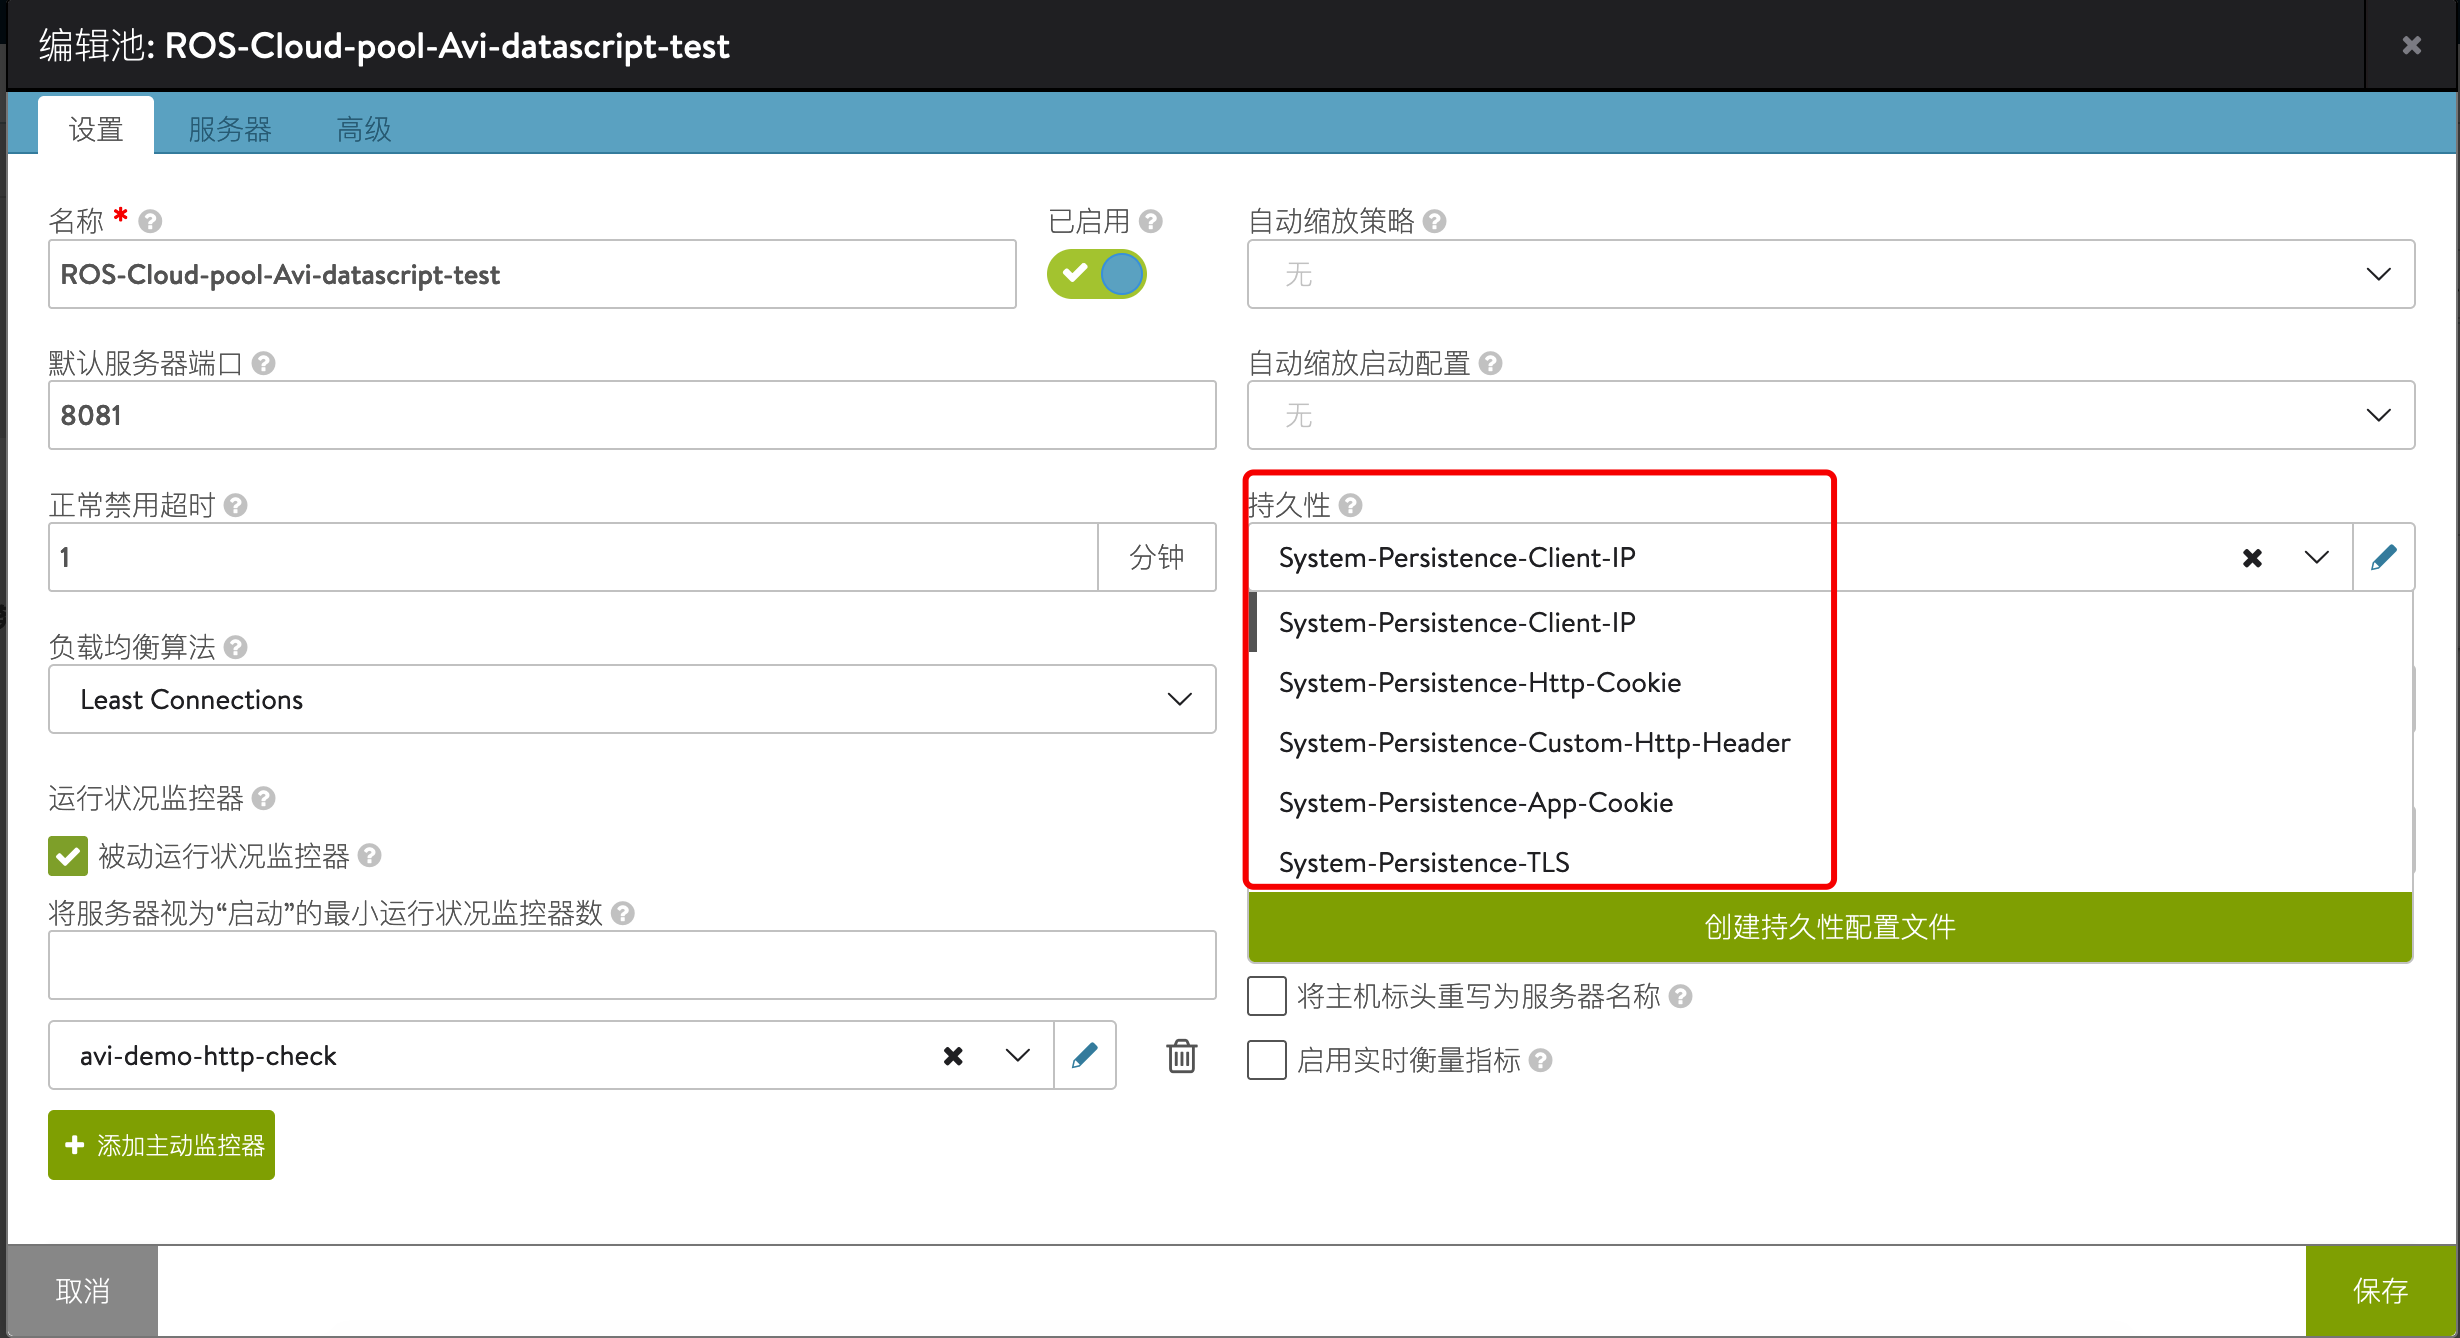 编辑池: ROS-Cloud-pool-Avi-datascript-test
设置
服务器
高级
名称 *
已启用
ROS-Cloud-pool-Avi-datascript-test
默认服务器端口
8081
正常禁用超时
1
分钟
负载均衡算法
Least Connections
运行状况监控器
被动运行状况监控器
将服务器视为“启动”的最小运行状况监控器数
avi-demo-http-check
添加主动监控器
自动缩放策略
无
自动缩放启动配置
无
持久性
System-Persistence-Client-IP
System-Persistence-Client-IP
System-Persistence-Http-Cookie
System-Persistence-Custom-Http-Header
System-Persistence-App-Cookie
System-Persistence-TLS
创建持久性配置文件
将主机标头重写为服务器名称
启用实时衡量指标
取消
保存